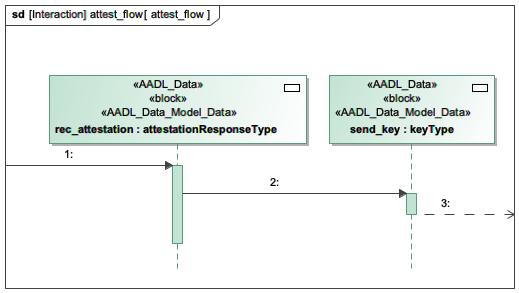 sd [Interaction] attest_flow[ attest_flow ]
«AADL_Data»
«block»
«AADL_Data_Model_Data»
rec_attestation : attestationResponseType
«AADL_Data»
«block»
«AADL_Data_Model_Data»
send_key : keyType
1:
2:
3: